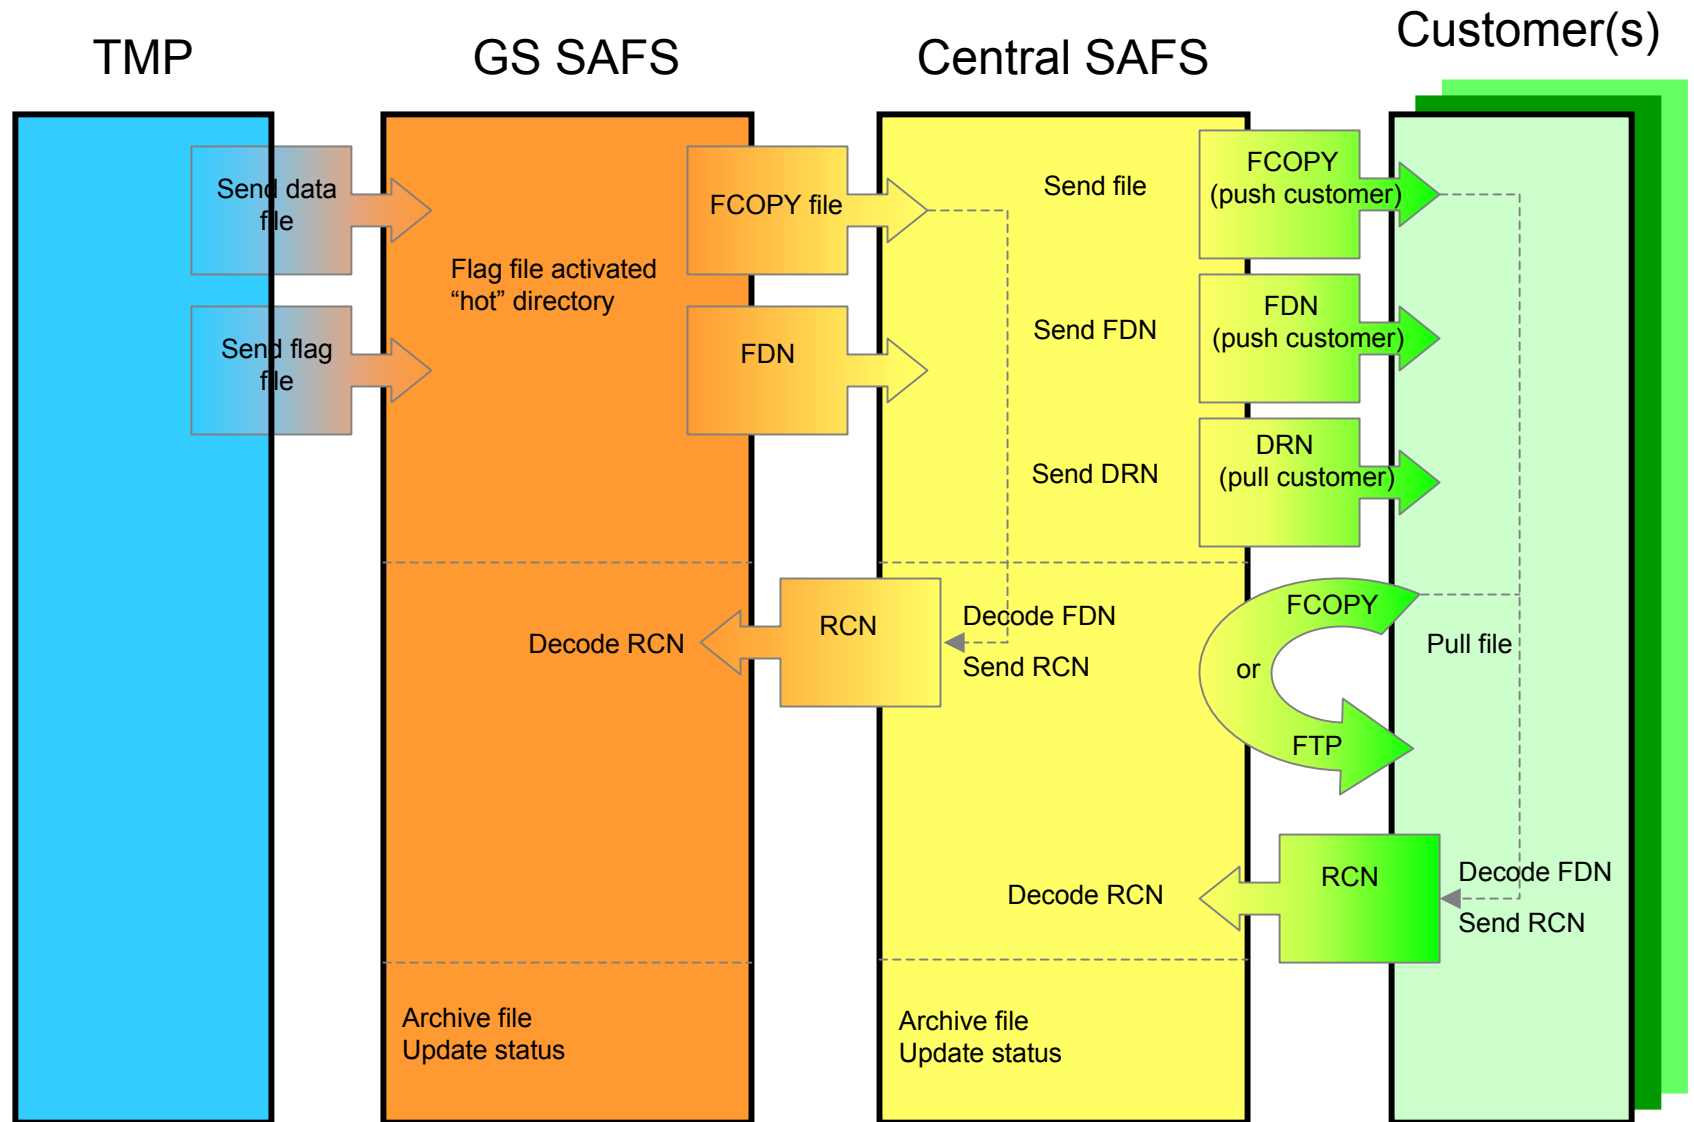 TMP
GS SAFS
Central SAFS
Customer(s)
Send data
file
Send flag
file
Flag file activated
“hot” directory
FCOPY file
FDN
Send file
FCOPY
(push customer)
Send FDN
FDN
(push customer)
Send DRN
DRN
(pull customer)
Decode RCN
RCN
Decode FDN
Send RCN
FCOPY
or
FTP
Pull file
Decode RCN
RCN
Decode FDN
Send RCN
Archive file
Update status
Archive file
Update status